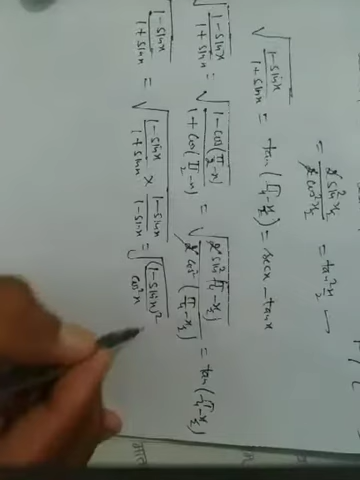 = 2 sin² x/2 / 2 cos² x/2 = tan² x/2
√(1 - sin x / 1 + sin x) = tan (π/4 - x/2) = sec x - tan x
√(1 - sin x / 1 + sin x) = √(1 - cos(π/2 - x) / 1 + cos(π/2 - x)) = √(2 sin² (π/4 - x/2) / 2 cos² (π/4 - x/2)) = tan (π/4 - x/2)
√(1 - sin x / 1 + sin x) = √(1 - sin x / 1 + sin x × 1 - sin x / 1 - sin x) = √((1 - sin x)² / cos² x)